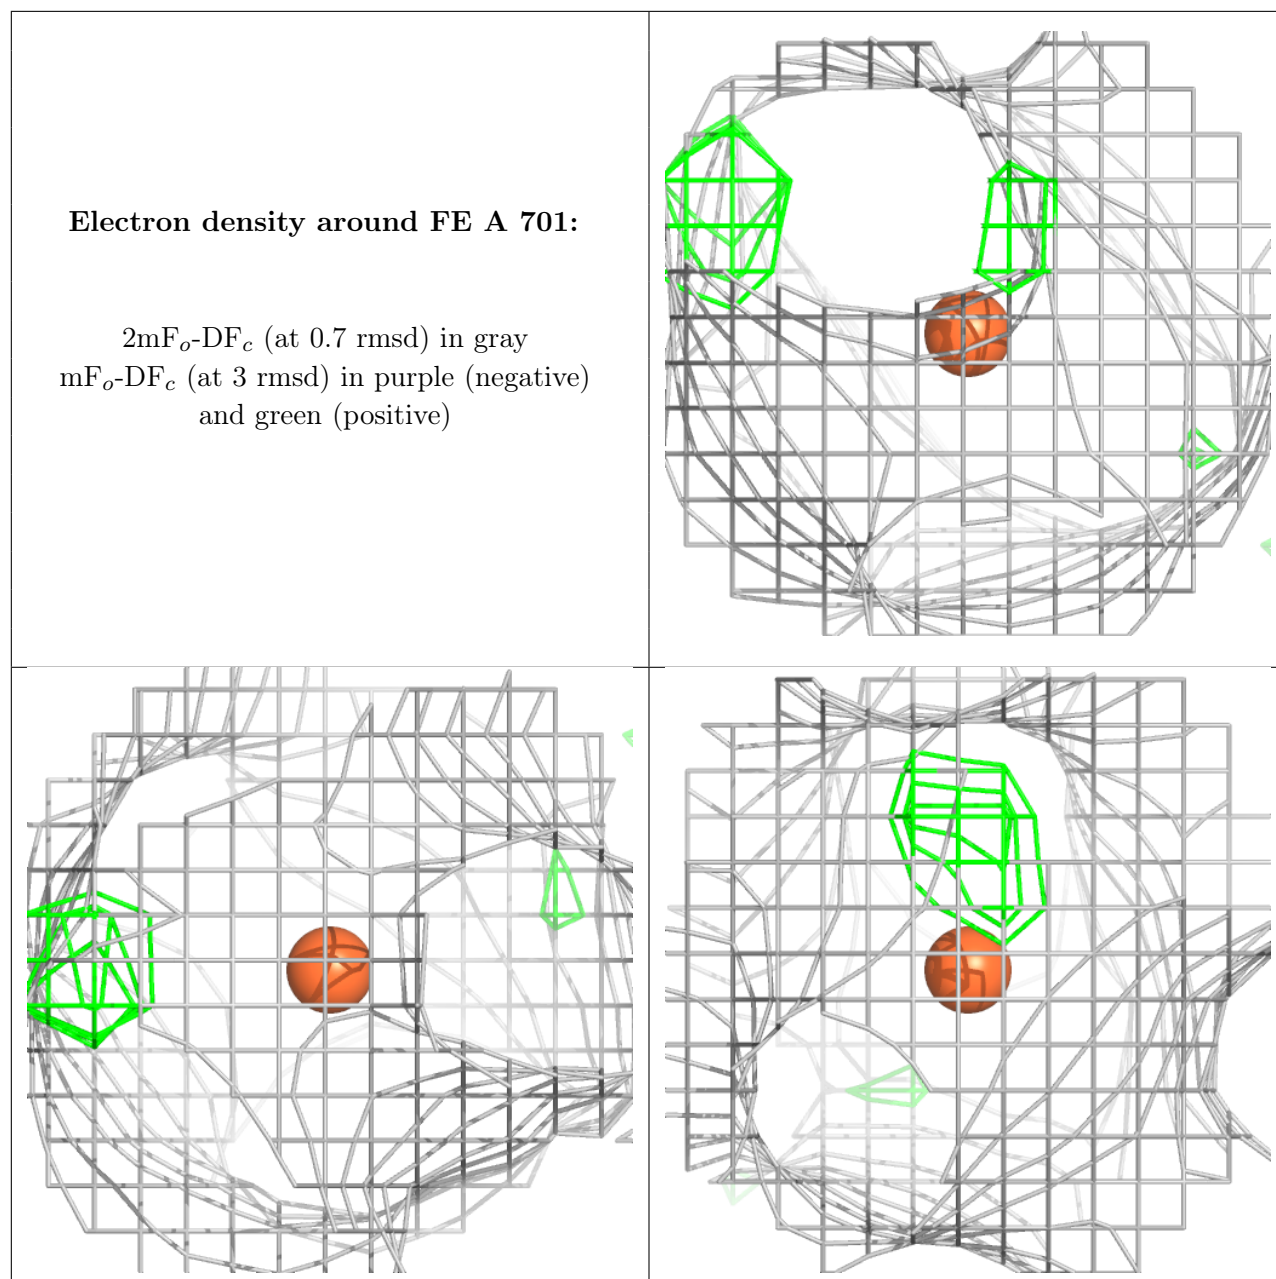 Electron density around FE A 701:
2mFo-DFc (at 0.7 rmsd) in gray
mFo-DFc (at 3 rmsd) in purple (negative)
and green (positive)